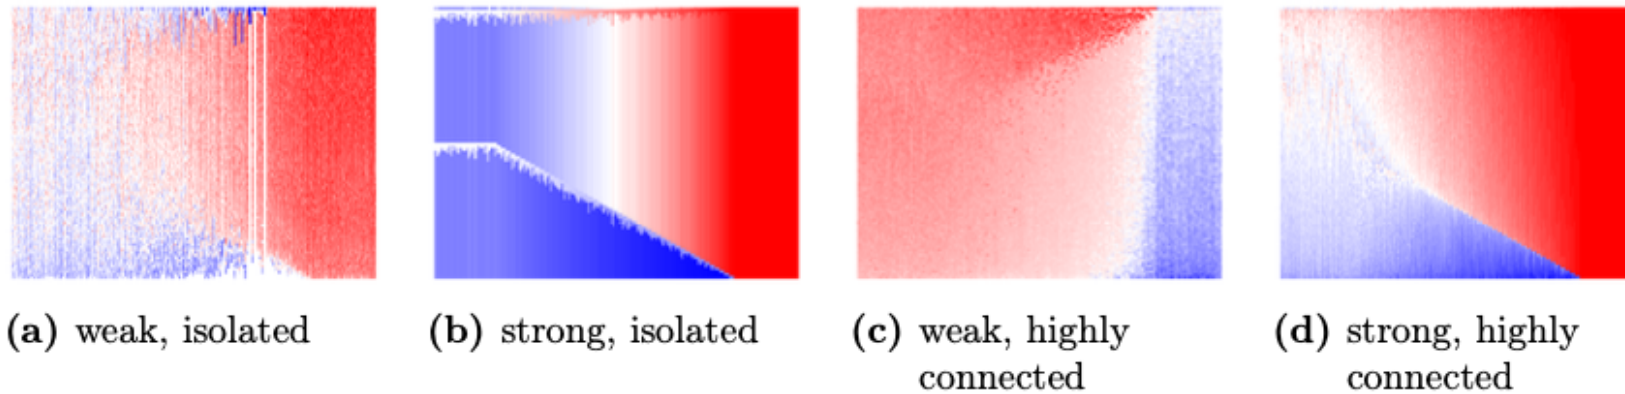 (a) weak, isolated
(b) strong, isolated
(c) weak, highly
connected
(d) strong, highly
connected